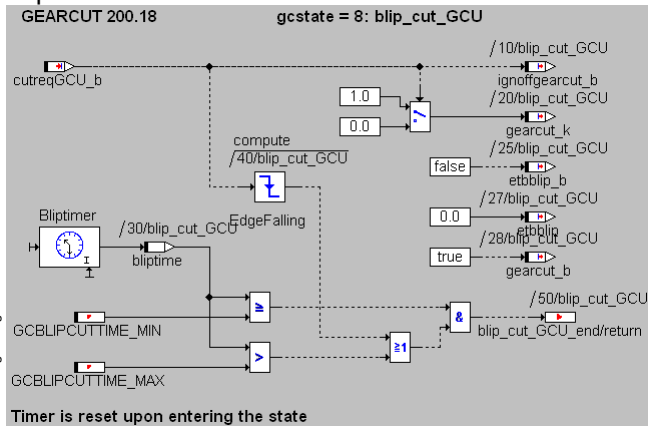 GEARCUT 200.18
gcstate = 8: blip_cut_GCU
/10/blip_cut_GCU
cutreqGCU_b
ignoffgearcut_b
/20/blip_cut_GCU
1.0
0.0
gearcut_k
compute
/25/blip_cut_GCU
/40/blip_cut_GCU
false
etbblip_b
/27/blip_cut_GCU
EdgeFalling
0.0
etbblip
Bliptimer
/30/blip_cut_GCU
/28/blip_cut_GCU
true
bliptime
gearcut_b
/50/blip_cut_GCU
≥
&
GCBLIPCUTTIME_MIN
blip_cut_GCU_end/return
≥1
>
GCBLIPCUTTIME_MAX
Timer is reset upon entering the state